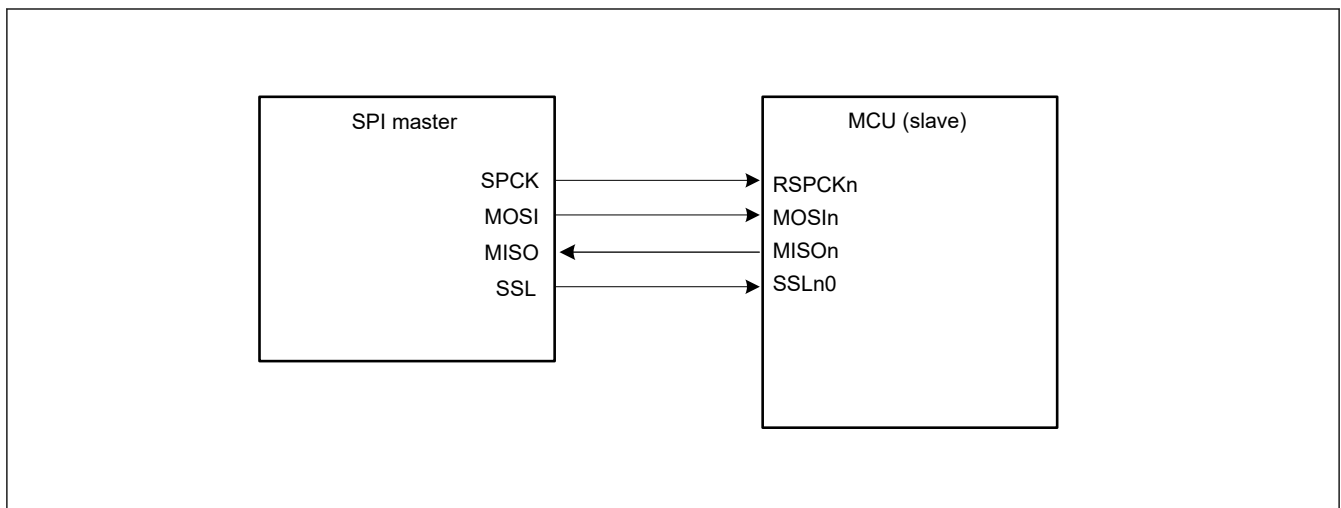 SPI master
SPCK
MOSI
MISO
SSL
MCU (slave)
RSPCKn
MOSIn
MISOn
SSLn0